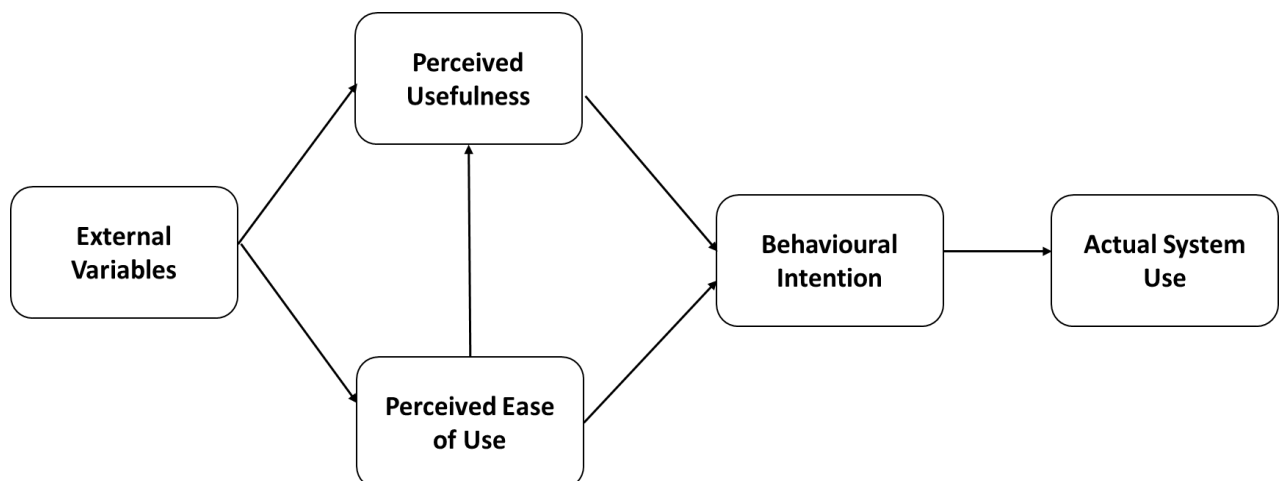 Perceived
Usefulness
External
Variables
Behavioural
Intention
Actual System
Use
Perceived Ease
of Use